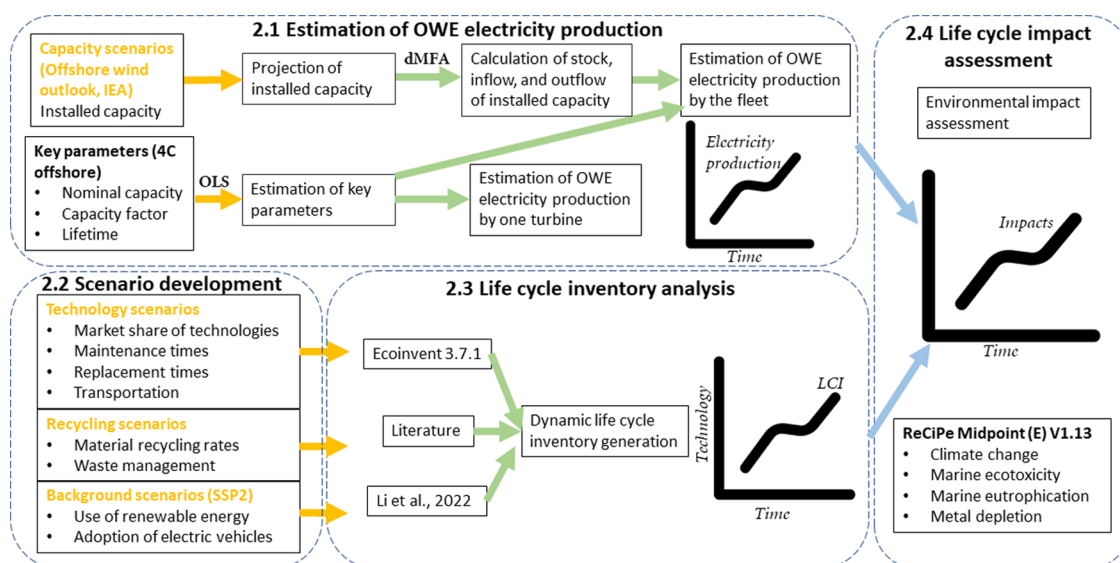 2.1 Estimation of OWE electricity production
Capacity scenarios
(Offshore wind
outlook, IEA)
Installed capacity
Projection of
installed capacity
dMFA
Calculation of stock,
inflow, and outflow
of installed capacity
Estimation of OWE
electricity production
by the fleet
Key parameters (4C
offshore)
• Nominal capacity
• Capacity factor
• Lifetime
OLS
Estimation of key
parameters
Estimation of OWE
electricity production
by one turbine
Electricity
production
Time
2.2 Scenario development
Technology scenarios
• Market share of technologies
• Maintenance times
• Replacement times
• Transportation
Recycling scenarios
• Material recycling rates
• Waste management
Background scenarios (SSP2)
• Use of renewable energy
• Adoption of electric vehicles
2.3 Life cycle inventory analysis
Ecoinvent 3.7.1
Literature
Li et al., 2022
Dynamic life cycle
inventory generation
Technology
LCI
Time
2.4 Life cycle impact
assessment
Environmental impact
assessment
Impacts
Time
ReCiPe Midpoint (E) V1.13
• Climate change
• Marine ecotoxicity
• Marine eutrophication
• Metal depletion